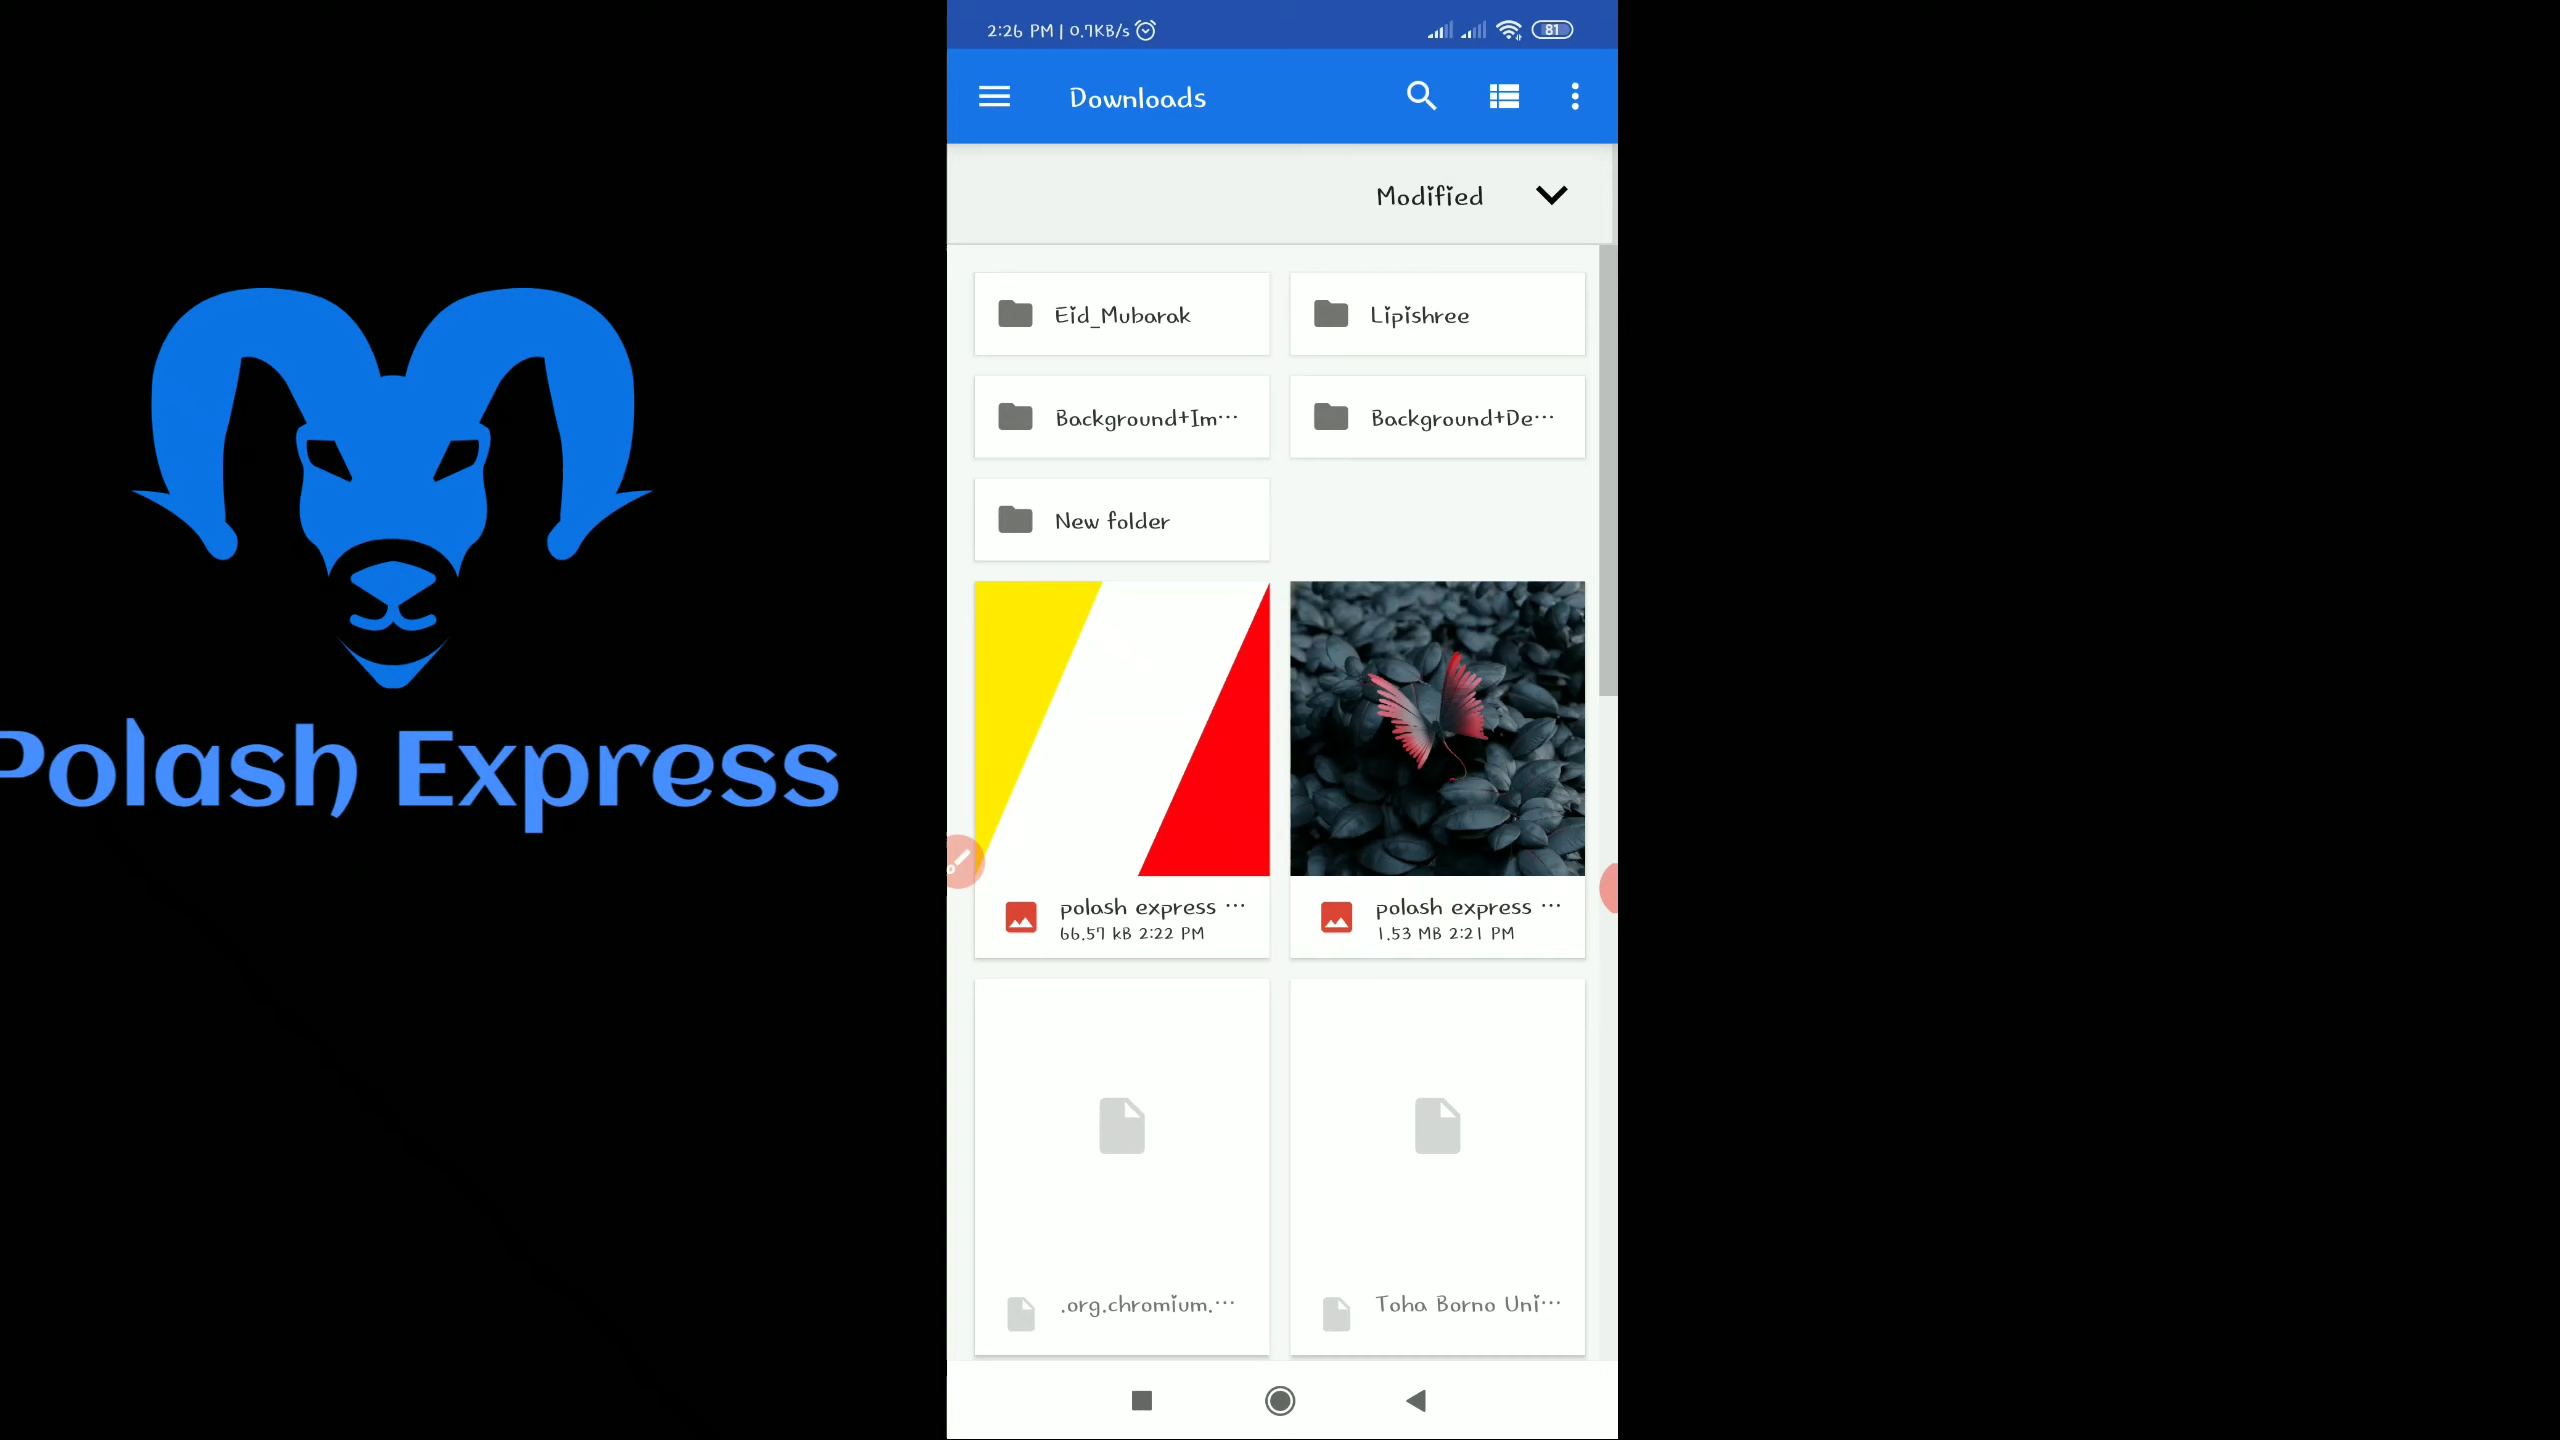 Polash Express
2:26 PM | 0.7KB/s
81
Downloads
Modified
Eid_Mubarak
Lipishree
Background+Im...
Background+De...
New folder
polash express ...
66.57 kB 2:22 PM
polash express ...
1.53 MB 2:21 PM
.org.chromium....
Toha Borno Uni...